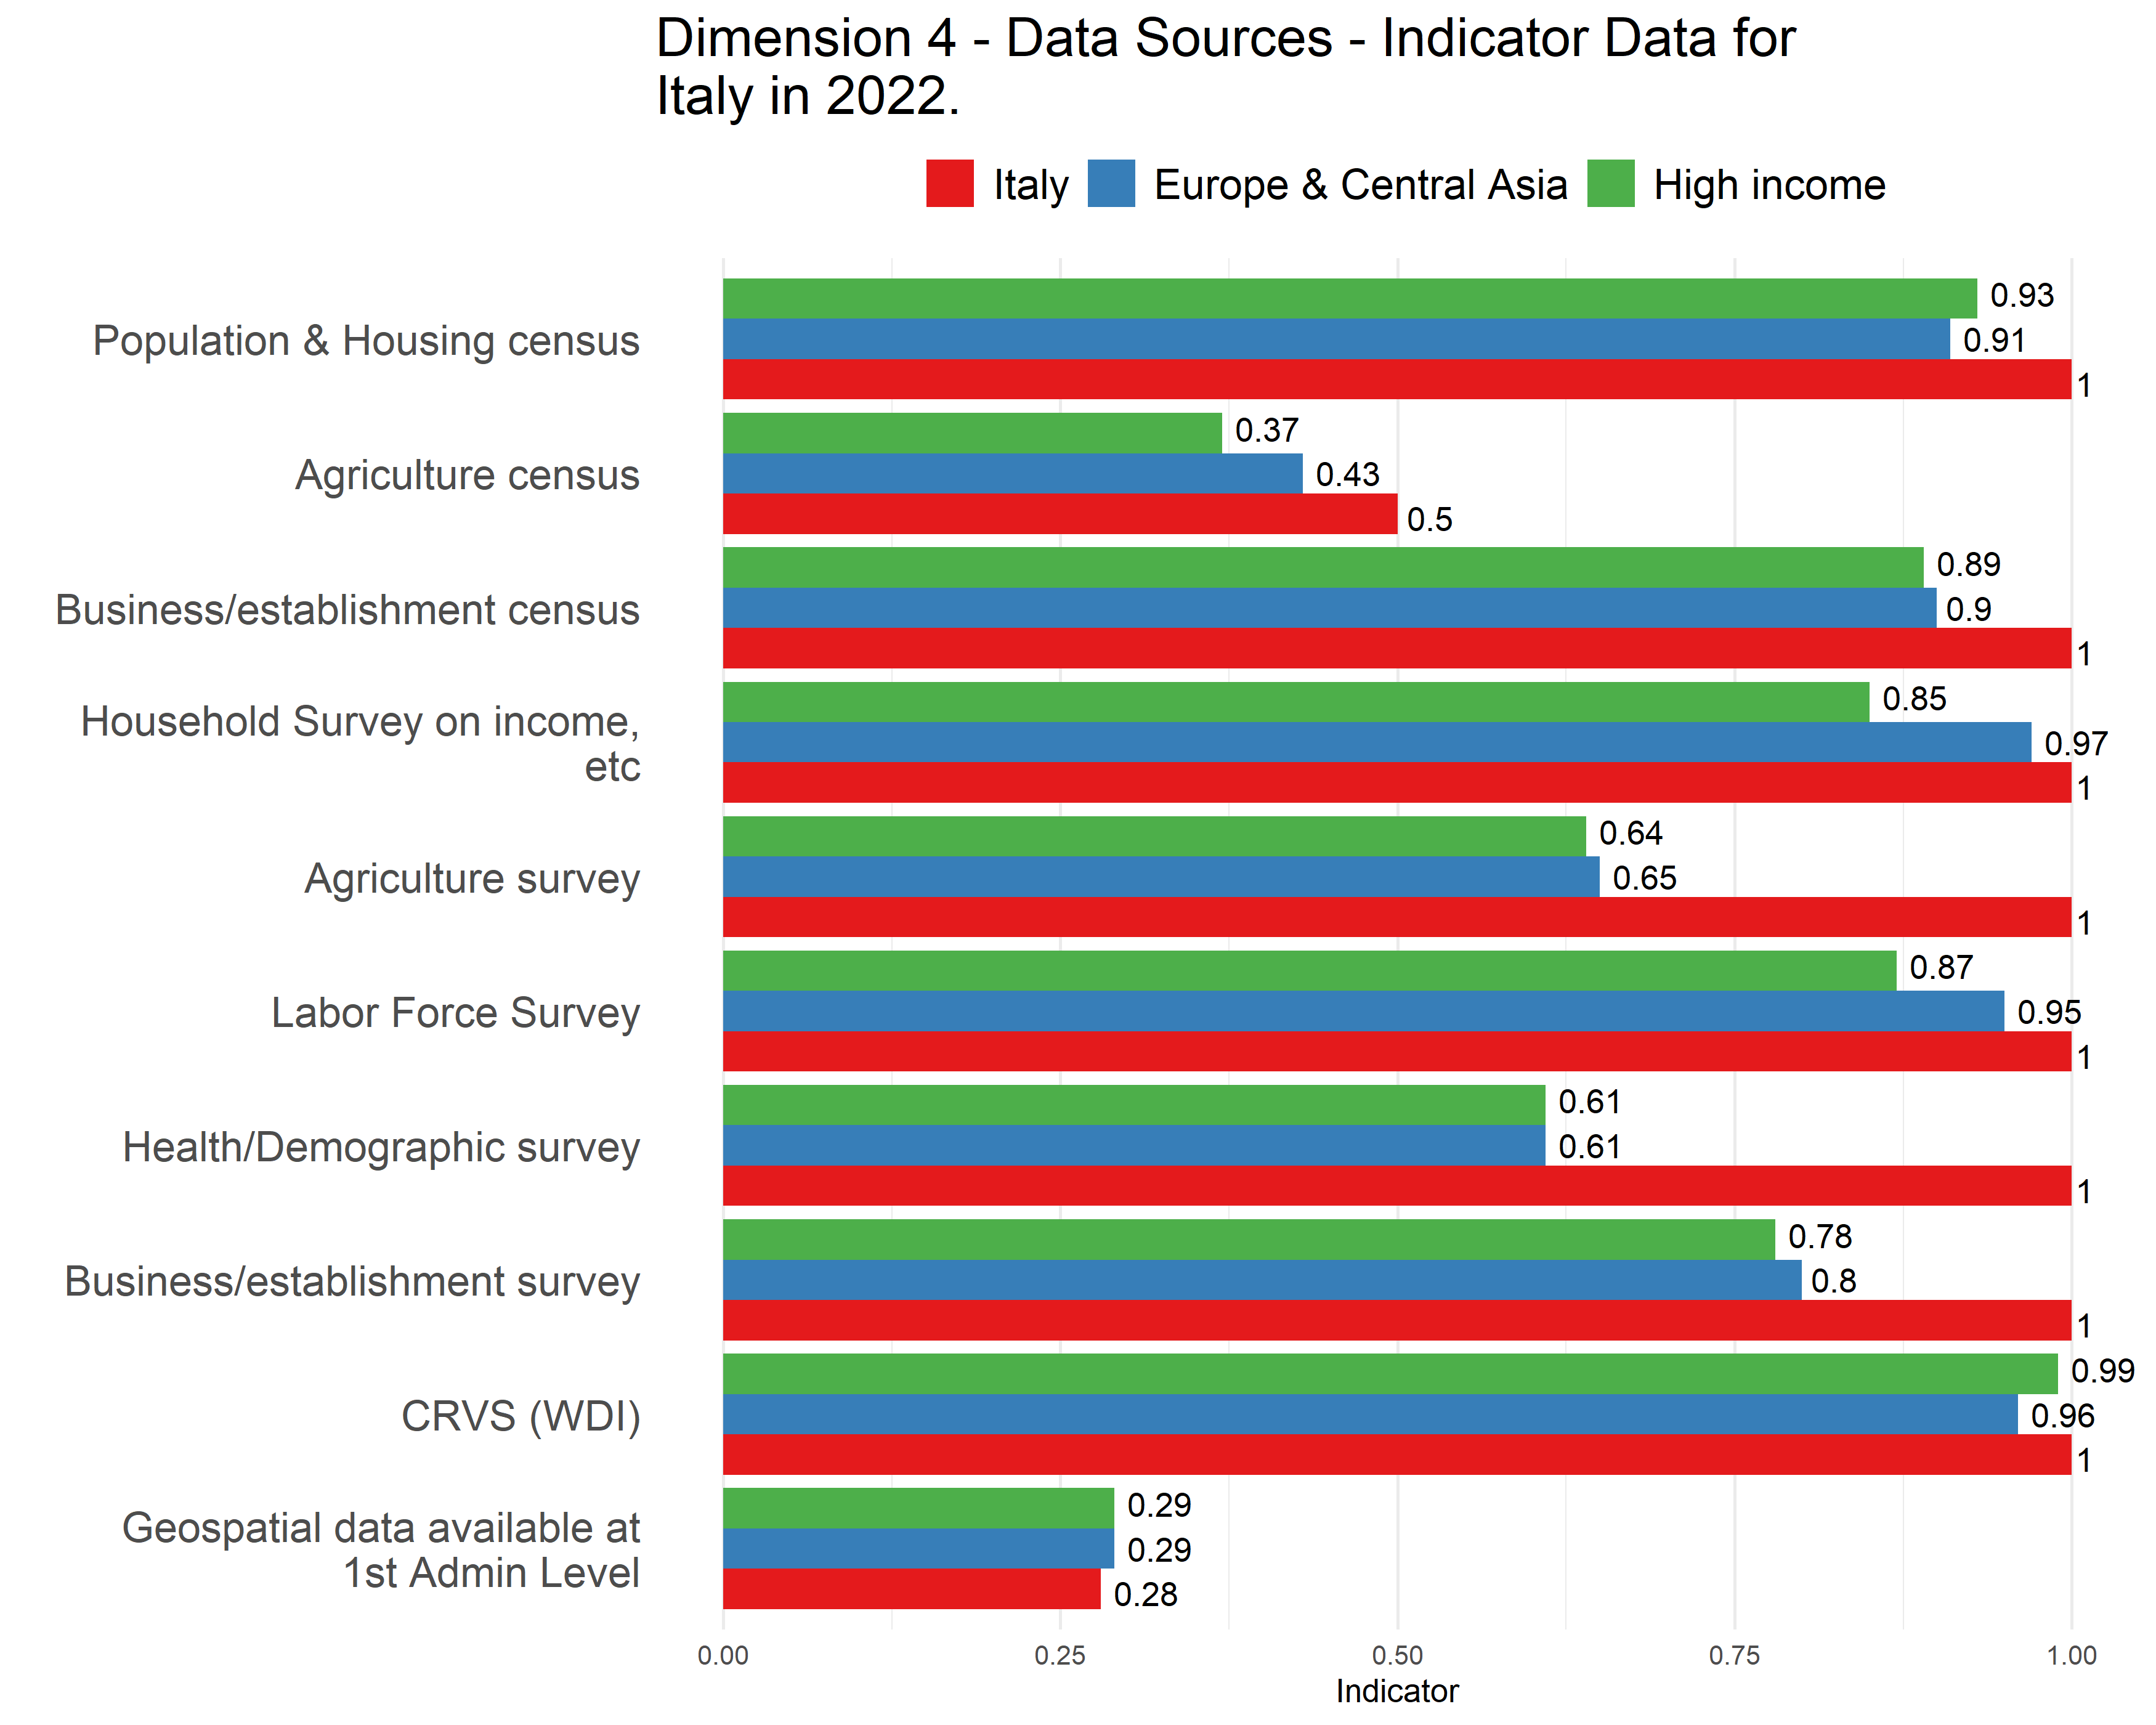 Dimension 4 - Data Sources - Indicator Data for
Italy in 2022.
Italy Europe & Central Asia High income
Population & Housing census
0.93
0.91
1
Agriculture census
0.37
0.43
0.5
Business/establishment census
0.89
0.9
1
Household Survey on income,
etc
0.85
0.97
1
Agriculture survey
0.64
0.65
1
Labor Force Survey
0.87
0.95
1
Health/Demographic survey
0.61
0.61
1
Business/establishment survey
0.78
0.8
1
CRVS (WDI)
0.99
0.96
1
Geospatial data available at
1st Admin Level
0.29
0.29
0.28
0.00 0.25 0.50 0.75 1.00
Indicator